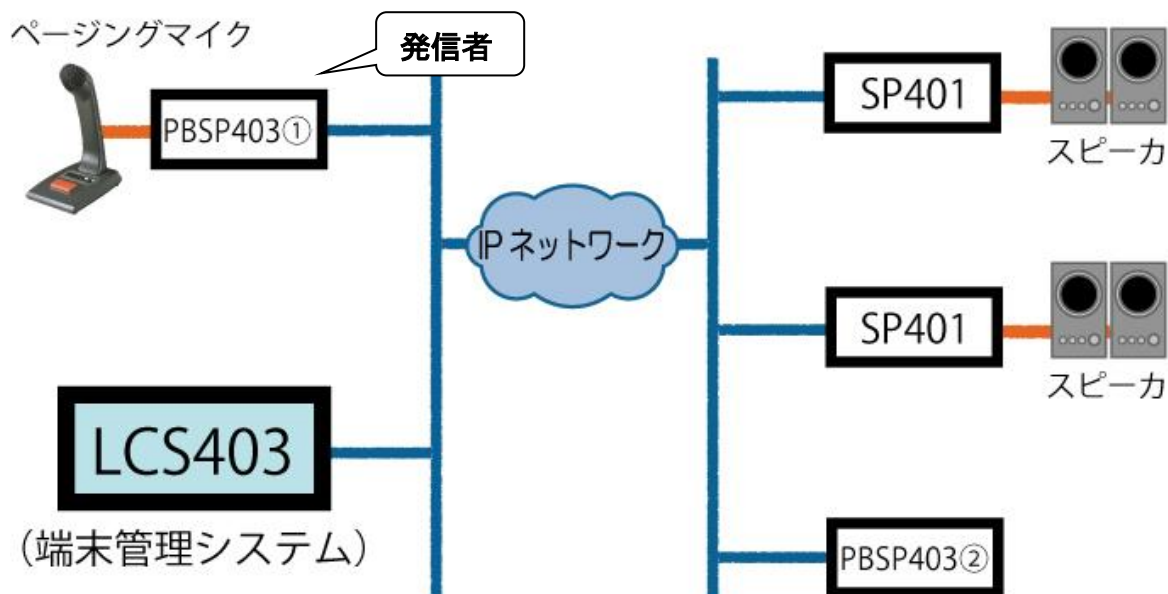 ページングマイク
発信者
PBSP403①
SP401
スピーカ
IP ネットワーク
SP401
スピーカ
LCS403
（端末管理システム）
PBSP403②